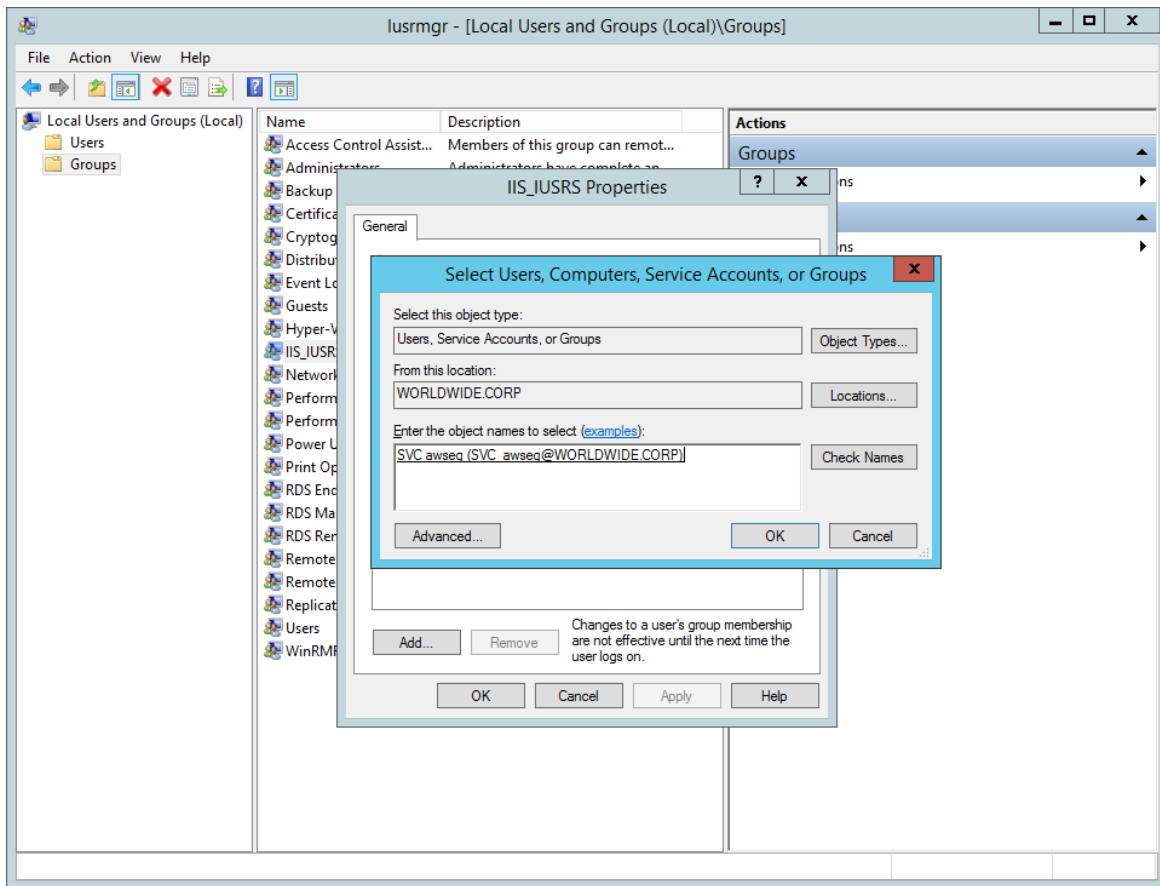 lusrmgr - [Local Users and Groups (Local)\Groups]
File Action View Help
Local Users and Groups (Local)
Users
Groups
Name Description
Access Control Assist... Members of this group can remot...
Administrators Administrators have complete an
Backup
Certifica
Cryptog
Distribu
Event Lo
Guests
Hyper-V
IIS_IUSR
Network
Perform
Perform
Power U
Print Op
RDS End
RDS Ma
RDS Rer
Remote
Remote
Replicat
Users
WinRMF
Actions
Groups
ns
ns
IIS_IUSRS Properties
General
Select Users, Computers, Service Accounts, or Groups
Select this object type:
Users, Service Accounts, or Groups
Object Types...
From this location:
WORLDWIDE.CORP
Locations...
Enter the object names to select (examples):
SVC awseq (SVC_awseq@WORLDWIDE.CORP)
Check Names
Advanced...
OK
Cancel
Add...
Remove
Changes to a user's group membership
are not effective until the next time the
user logs on.
OK
Cancel
Apply
Help